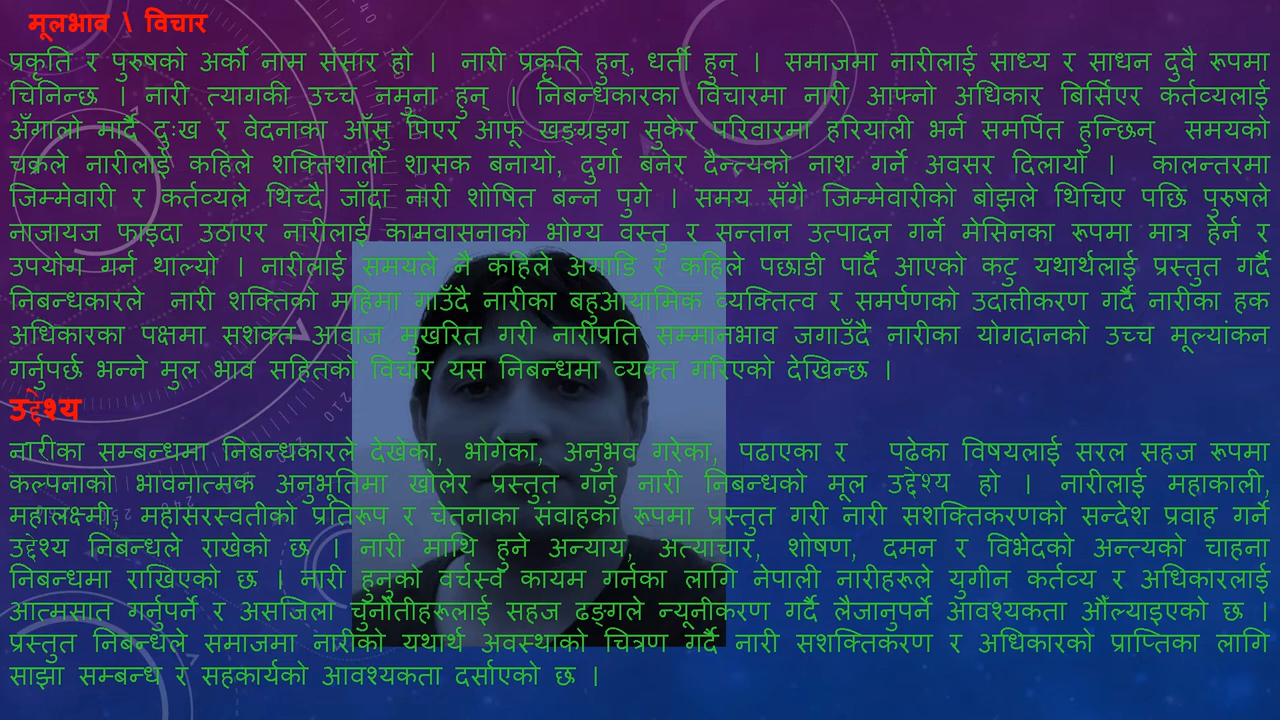 मूलभाव \ विचार
प्रकृति र पुरुषको अर्को नाम संसार हो । नारी प्रकृति हुन्, धर्ती हुन् । समाजमा नारीलाई साध्य र साधन दुवै रूपमा
चिनिन्छ । नारी त्यागकी उच्च नमुना हुन् । निबन्धकारका विचारमा नारी आफ्नो अधिकार बिर्सिएर कर्तव्यलाई
अँगालो मार्दै दुःख र वेदनाका आँसु पिएर आफू खङ्ग्रङ्ग सुकेर परिवारमा हरियाली भर्न समर्पित हुन्छिन् समयको
चक्रले नारीलाई कहिले शक्तिशाली शासक बनायो, दुर्गा बनेर दैन्त्यको नाश गर्ने अवसर दिलायो । कालन्तरमा
जिम्मेवारी र कर्तव्यले थिच्दै जाँदा नारी शोषित बन्न पुगे । समय सँगै जिम्मेवारीको बोझले थिचिए पछि पुरुषले
नाजायज फाइदा उठाएर नारीलाई कामवासनाको भोग्य वस्तु र सन्तान उत्पादन गर्ने मेसिनका रूपमा मात्र हेर्न र
उपयोग गर्न थाल्यो । नारीलाई समयले नै कहिले अगाडि र कहिले पछाडी पार्दै आएको कटु यथार्थलाई प्रस्तुत गर्दै
निबन्धकारले नारी शक्तिको महिमा गाउँदै नारीका बहुआयामिक व्यक्तित्व र समर्पणको उदात्तीकरण गर्दै नारीका हक
अधिकारका पक्षमा सशक्त आवाज मुखरित गरी नारीप्रति सम्मानभाव जगाउँदै नारीका योगदानको उच्च मूल्यांकन
गर्नुपर्छ भन्ने मुल भाव सहितको विचार यस निबन्धमा व्यक्त गरिएको देखिन्छ ।
उद्देश्य
नारीका सम्बन्धमा निबन्धकारले देखेका, भोगेका, अनुभव गरेका, पढाएका र पढेका विषयलाई सरल सहज रूपमा
कल्पनाको भावनात्मक अनुभूतिमा खोलेर प्रस्तुत गर्नु नारी निबन्धको मूल उद्देश्य हो । नारीलाई महाकाली,
महालक्ष्मी, महासरस्वतीको प्रतिरूप र चेतनाका संवाहका रूपमा प्रस्तुत गरी नारी सशक्तिकरणको सन्देश प्रवाह गर्ने
उद्देश्य निबन्धले राखेको छ । नारी माथि हुने अन्याय, अत्याचार, शोषण, दमन र विभेदको अन्त्यको चाहना
निबन्धमा राखिएको छ । नारी हुनुको वर्चस्व कायम गर्नका लागि नेपाली नारीहरूले युगीन कर्तव्य र अधिकारलाई
आत्मसात गर्नुपर्ने र असजिला चुनौतीहरूलाई सहज ढङ्गले न्यूनीकरण गर्दै लैजानुपर्ने आवश्यकता औँल्याइएको छ ।
प्रस्तुत निबन्धले समाजमा नारीको यथार्थ अवस्थाको चित्रण गर्दै नारी सशक्तिकरण र अधिकारको प्राप्तिका लागि
साझा सम्बन्ध र सहकार्यको आवश्यकता दर्साएको छ ।